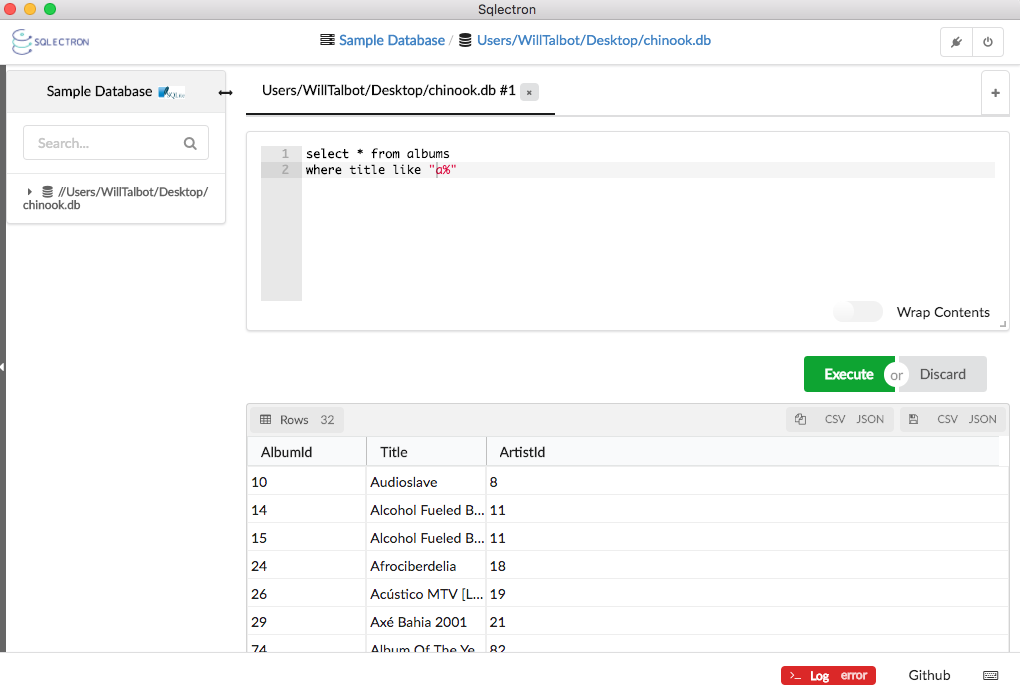 Sqlectron
SQLECTRON
Sample Database / Users/WillTalbot/Desktop/chinook.db
Sample Database SQLite
Users/WillTalbot/Desktop/chinook.db #1 ×
+
Search...
//Users/WillTalbot/Desktop/
chinook.db
1 select * from albums
2 where title like "a%"
Wrap Contents
Execute or Discard
Rows 32 CSV JSON CSV JSON
AlbumId Title ArtistId
10 Audioslave 8
14 Alcohol Fueled B... 11
15 Alcohol Fueled B... 11
24 Afrociberdelia 18
26 Acústico MTV [L... 19
29 Axé Bahia 2001 21
74 Album Of The Ye... 82
>_ Log error Github